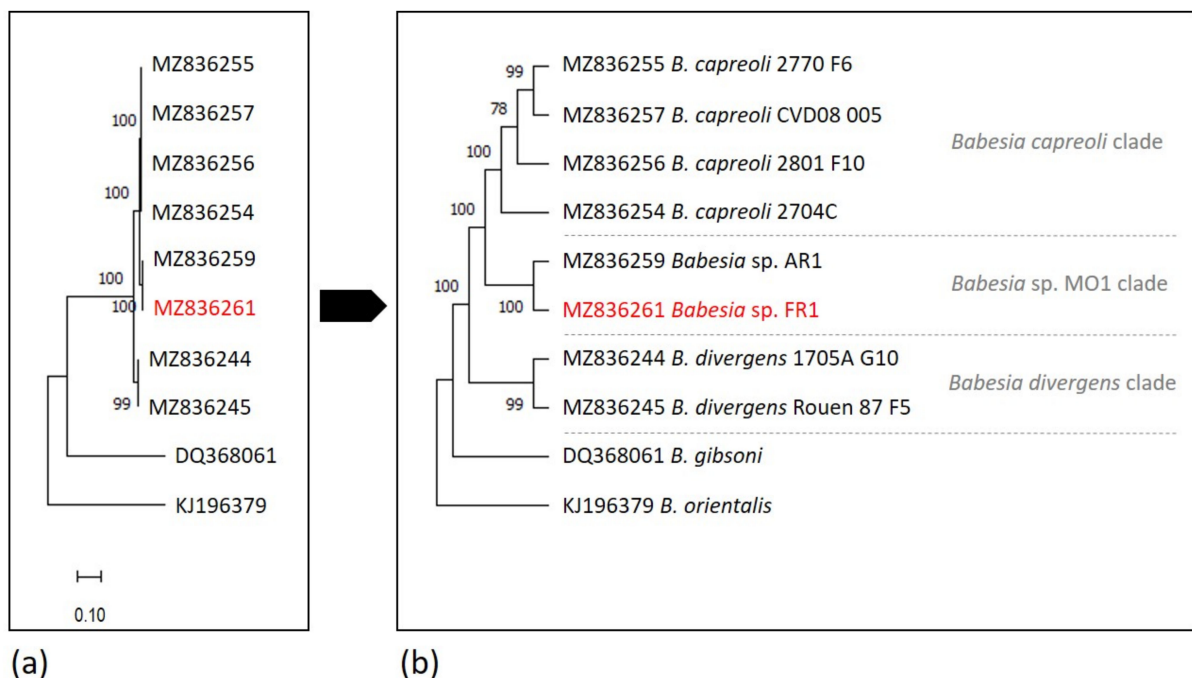 MZ836255
MZ836257
100
MZ836256
100
MZ836254
MZ836259
100
100
MZ836261
MZ836244
99
MZ836245
DQ368061
KJ196379
0.10
(a)
99
MZ836255 B. capreoli 2770 F6
78
MZ836257 B. capreoli CVD08 005
Babesia capreoli clade
100
MZ836256 B. capreoli 2801 F10
100
MZ836254 B. capreoli 2704C
MZ836259 Babesia sp. AR1
100
Babesia sp. MO1 clade
100
MZ836261 Babesia sp. FR1
MZ836244 B. divergens 1705A G10
Babesia divergens clade
99
MZ836245 B. divergens Rouen 87 F5
DQ368061 B. gibsoni
KJ196379 B. orientalis
(b)